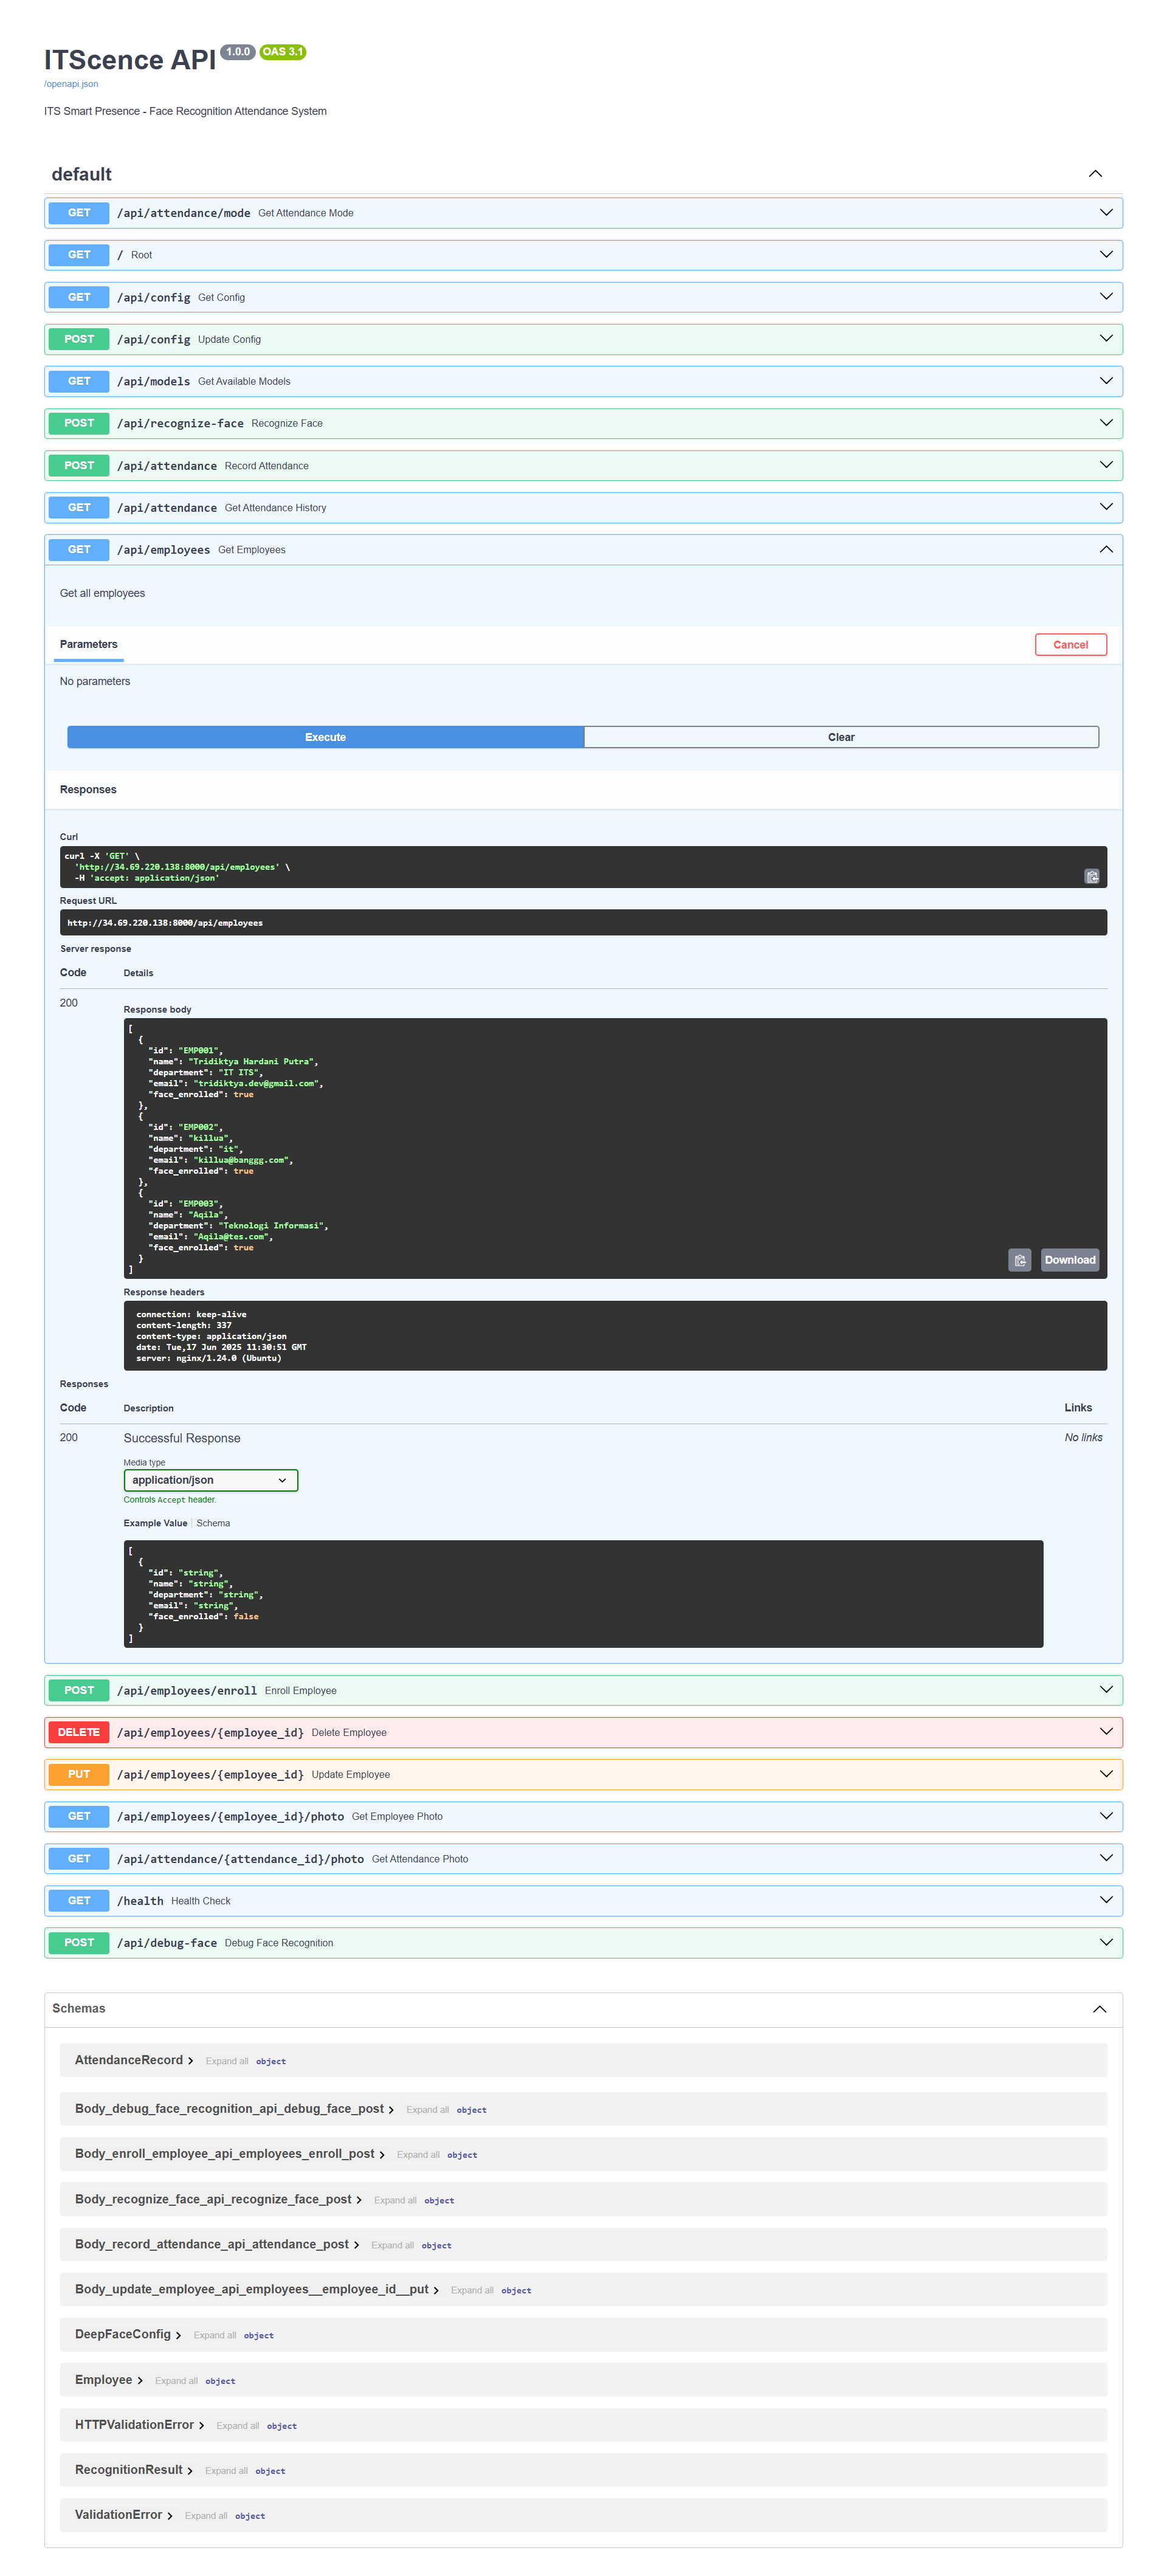 ITScence API 1.0.0 OAS 3.1
/openapi.json
ITS Smart Presence - Face Recognition Attendance System
default
GET /api/attendance/mode Get Attendance Mode
GET / Root
GET /api/config Get Config
POST /api/config Update Config
GET /api/models Get Available Models
POST /api/recognize-face Recognize Face
POST /api/attendance Record Attendance
GET /api/attendance Get Attendance History
GET /api/employees Get Employees
Get all employees
Parameters Cancel
No parameters
Execute Clear
Responses
Curl
curl -X 'GET' \
'http://34.69.220.138:8000/api/employees' \
-H 'accept: application/json'
Request URL
http://34.69.220.138:8000/api/employees
Server response
Code Details
200
Response body
[
{
"id": "EMP001",
"name": "Tridiktya Hardani Putra",
"department": "IT ITS",
"email": "tridiktya.dev@gmail.com",
"face_enrolled": true
},
{
"id": "EMP002",
"name": "killua",
"department": "it",
"email": "killua@banggg.com",
"face_enrolled": true
},
{
"id": "EMP003",
"name": "Aqila",
"department": "Teknologi Informasi",
"email": "Aqila@tes.com",
"face_enrolled": true
}
]
Download
Response headers
connection: keep-alive
content-length: 337
content-type: application/json
date: Tue,17 Jun 2025 11:30:51 GMT
server: nginx/1.24.0 (Ubuntu)
Responses
Code Description Links
200 Successful Response No links
Media type
application/json
Controls Accept header.
Example Value Schema
[
{
"id": "string",
"name": "string",
"department": "string",
"email": "string",
"face_enrolled": false
}
]
POST /api/employees/enroll Enroll Employee
DELETE /api/employees/{employee_id} Delete Employee
PUT /api/employees/{employee_id} Update Employee
GET /api/employees/{employee_id}/photo Get Employee Photo
GET /api/attendance/{attendance_id}/photo Get Attendance Photo
GET /health Health Check
POST /api/debug-face Debug Face Recognition
Schemas
AttendanceRecord Expand all object
Body_debug_face_recognition_api_debug_face_post Expand all object
Body_enroll_employee_api_employees_enroll_post Expand all object
Body_recognize_face_api_recognize_face_post Expand all object
Body_record_attendance_api_attendance_post Expand all object
Body_update_employee_api_employees__employee_id__put Expand all object
DeepFaceConfig Expand all object
Employee Expand all object
HTTPValidationError Expand all object
RecognitionResult Expand all object
ValidationError Expand all object